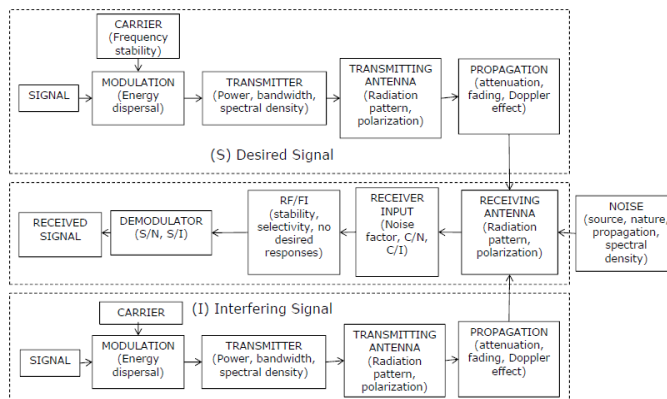 CARRIER
(Frequency
stability)
SIGNAL
MODULATION
(Energy
dispersal)
TRANSMITTER
(Power, bandwidth,
spectral density)
TRANSMITTING
ANTENNA
(Radiation
pattern,
polarization)
PROPAGATION
(attenuation,
fading, Doppler
effect)
(S) Desired Signal
RECEIVED
SIGNAL
DEMODULATOR
(S/N, S/I)
RF/FI
(stability,
selectivity, no
desired
responses)
RECEIVER
INPUT
(Noise
factor, C/N,
C/I)
RECEIVING
ANTENNA
(Radiation
pattern,
polarization)
NOISE
(source, nature,
propagation,
spectral
density)
(I) Interfering Signal
CARRIER
SIGNAL
MODULATION
(Energy
dispersal)
TRANSMITTER
(Power, bandwidth,
spectral density)
TRANSMITTING
ANTENNA
(Radiation
pattern,
polarization)
PROPAGATION
(attenuation,
fading, Doppler
effect)